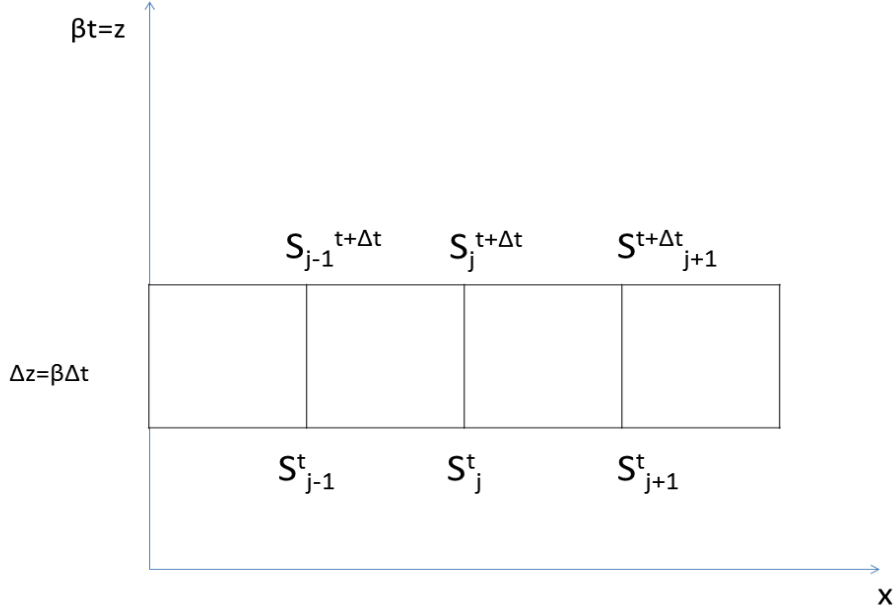 βt=z
S_{j-1}^{t+Δt} S_j^{t+Δt} S^{t+Δt}_{j+1}
Δz=βΔt
S^t_{j-1} S^t_j S^t_{j+1}
x